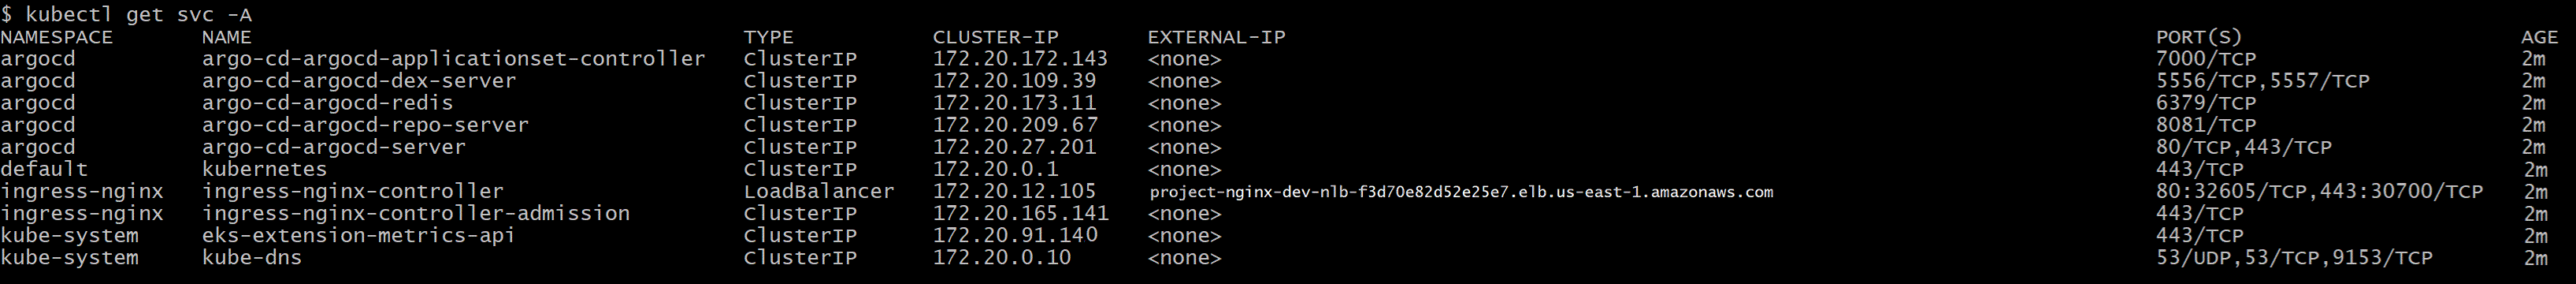 $ kubectl get svc -A
NAMESPACE NAME TYPE CLUSTER-IP EXTERNAL-IP PORT(S) AGE
argocd argo-cd-argocd-applicationset-controller ClusterIP 172.20.172.143 <none> 7000/TCP 2m
argocd argo-cd-argocd-dex-server ClusterIP 172.20.109.39 <none> 5556/TCP,5557/TCP 2m
argocd argo-cd-argocd-redis ClusterIP 172.20.173.11 <none> 6379/TCP 2m
argocd argo-cd-argocd-repo-server ClusterIP 172.20.209.67 <none> 8081/TCP 2m
argocd argo-cd-argocd-server ClusterIP 172.20.27.201 <none> 80/TCP,443/TCP 2m
default kubernetes ClusterIP 172.20.0.1 <none> 443/TCP 2m
ingress-nginx ingress-nginx-controller LoadBalancer 172.20.12.105 project-nginx-dev-nlb-f3d70e82d52e25e7.elb.us-east-1.amazonaws.com 80:32605/TCP,443:30700/TCP 2m
ingress-nginx ingress-nginx-controller-admission ClusterIP 172.20.165.141 <none> 443/TCP 2m
kube-system eks-extension-metrics-api ClusterIP 172.20.91.140 <none> 443/TCP 2m
kube-system kube-dns ClusterIP 172.20.0.10 <none> 53/UDP,53/TCP,9153/TCP 2m